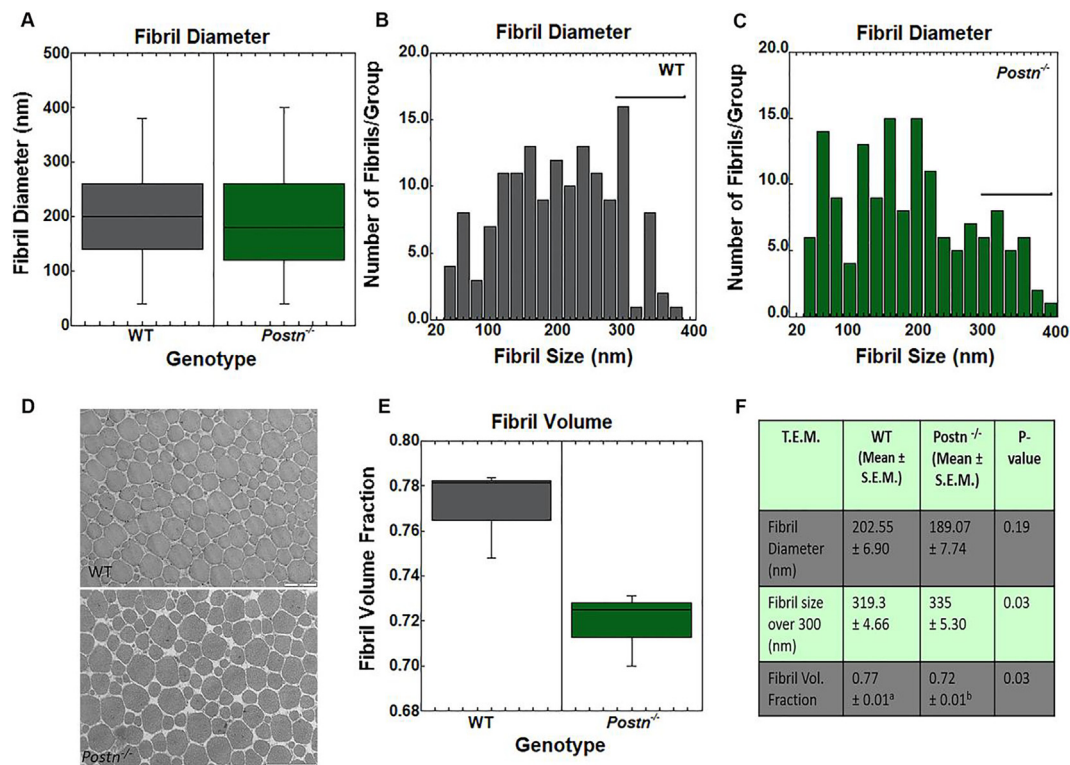 A
Fibril Diameter
Fibril Diameter (nm)
500
400
300
200
100
0
WT
Postn-/-
Genotype
B
Fibril Diameter
Number of Fibrils/Group
20.0
15.0
10.0
5.0
0.0
WT
20 100 200 300 400
Fibril Size (nm)
C
Fibril Diameter
Number of Fibrils/Group
20.0
15.0
10.0
5.0
0.0
Postn-/-
20 100 200 300 400
Fibril Size (nm)
D
WT
Postn-/-
E
Fibril Volume
Fibril Volume Fraction
0.80
0.78
0.76
0.74
0.72
0.70
0.68
WT
Postn-/-
Genotype
F
T.E.M.
WT
(Mean ±
S.E.M.)
Postn -/-
(Mean ±
S.E.M.)
P-
value
Fibril
Diameter
(nm)
202.55
± 6.90
189.07
± 7.74
0.19
Fibril size
over 300
(nm)
319.3
± 4.66
335
± 5.30
0.03
Fibril Vol.
Fraction
0.77
± 0.01a
0.72
± 0.01b
0.03